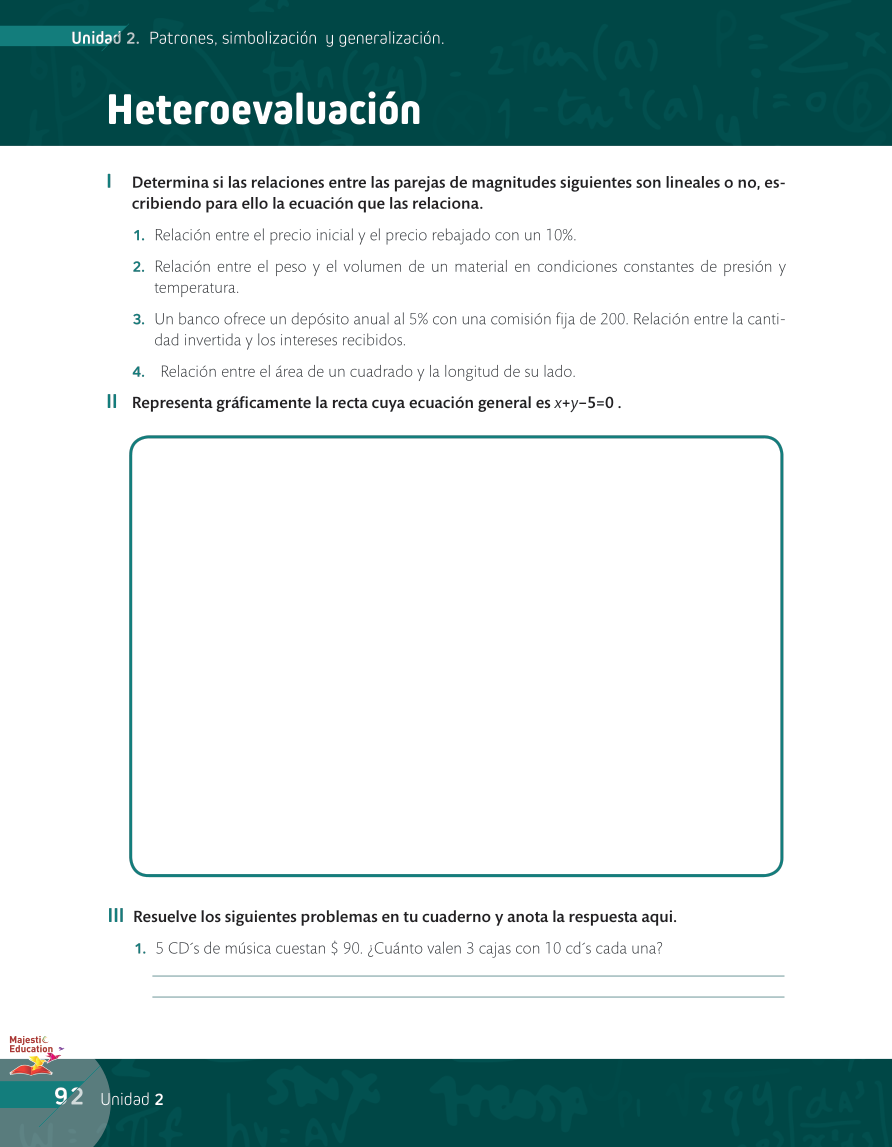 Unidad 2. Patrones, simbolización y generalización.
Heteroevaluación
I Determina si las relaciones entre las parejas de magnitudes siguientes son lineales o no, es-
cribiendo para ello la ecuación que las relaciona.
1. Relación entre el precio inicial y el precio rebajado con un 10%.
2. Relación entre el peso y el volumen de un material en condiciones constantes de presión y
temperatura.
3. Un banco ofrece un depósito anual al 5% con una comisión fija de 200. Relación entre la canti-
dad invertida y los intereses recibidos.
4. Relación entre el área de un cuadrado y la longitud de su lado.
II Representa gráficamente la recta cuya ecuación general es x+y−5=0 .
III Resuelve los siguientes problemas en tu cuaderno y anota la respuesta aqui.
1. 5 CD´s de música cuestan $ 90. ¿Cuánto valen 3 cajas con 10 cd´s cada una?
Majestic
Education
92 Unidad 2